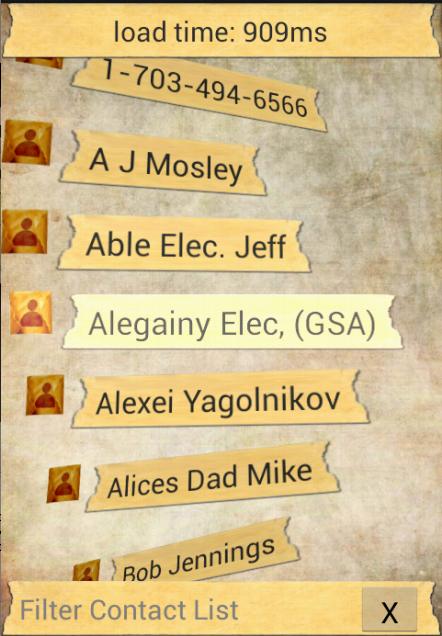 load time: 909ms
1-703-494-6566
A J Mosley
Able Elec. Jeff
Alegainy Elec, (GSA)
Alexei Yagolnikov
Alices Dad Mike
Bob Jennings
Filter Contact List
X